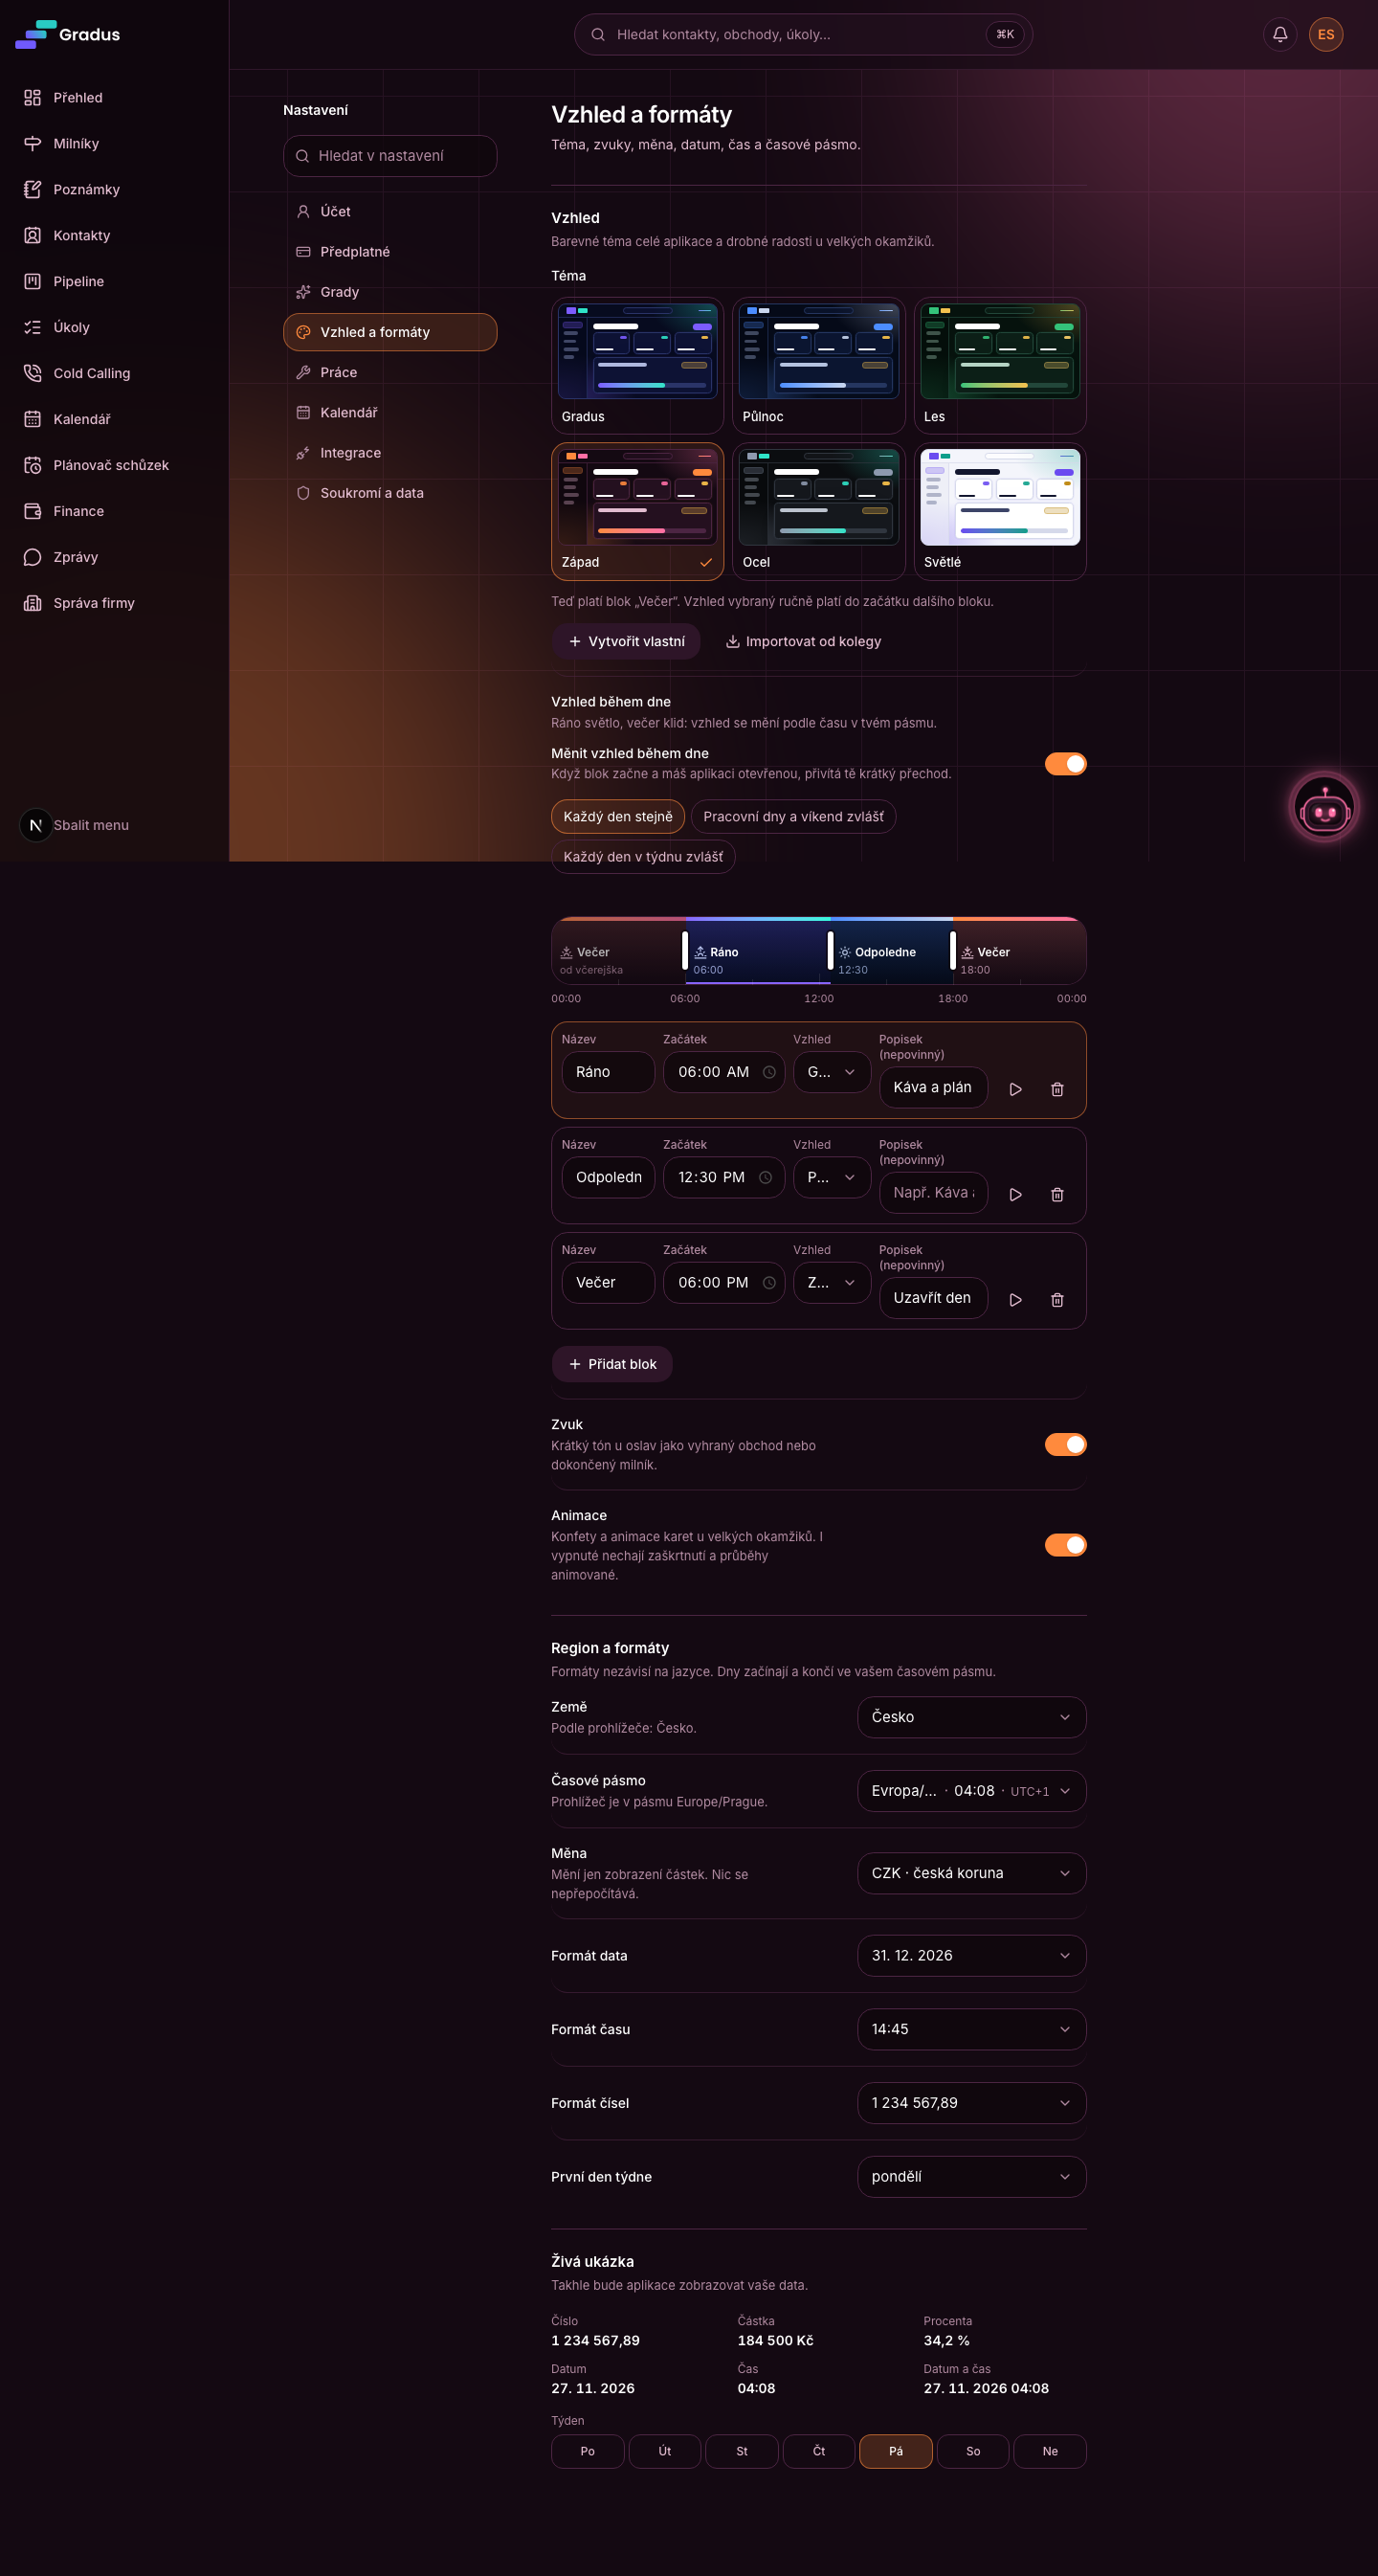 Gradus
Hledat kontakty, obchody, úkoly...
⌘K
ES
Přehled
Milníky
Poznámky
Kontakty
Pipeline
Úkoly
Cold Calling
Kalendář
Plánovač schůzek
Finance
Zprávy
Správa firmy
N
Sbalit menu
Nastavení
Hledat v nastavení
Účet
Předplatné
Grady
Vzhled a formáty
Práce
Kalendář
Integrace
Soukromí a data
Vzhled a formáty
Téma, zvuky, měna, datum, čas a časové pásmo.
Vzhled
Barevné téma celé aplikace a drobné radosti u velkých okamžiků.
Téma
Gradus
Půlnoc
Les
Západ
Ocel
Světlé
Teď platí blok „Večer“. Vzhled vybraný ručně platí do začátku dalšího bloku.
Vytvořit vlastní
Importovat od kolegy
Vzhled během dne
Ráno světlo, večer klid: vzhled se mění podle času v tvém pásmu.
Měnit vzhled během dne
Když blok začne a máš aplikaci otevřenou, přivítá tě krátký přechod.
Každý den stejně
Pracovní dny a víkend zvlášť
Každý den v týdnu zvlášť
Večer
od včerejška
Ráno
06:00
Odpoledne
12:30
Večer
18:00
00:00
06:00
12:00
18:00
00:00
Název
Začátek
Vzhled
Popisek
(nepovinný)
Ráno
06:00 AM
G...
Káva a plán
Název
Začátek
Vzhled
Popisek
(nepovinný)
Odpoledn
12:30 PM
P...
Např. Káva a
Název
Začátek
Vzhled
Popisek
(nepovinný)
Večer
06:00 PM
Z...
Uzavřít den
Přidat blok
Zvuk
Krátký tón u oslav jako vyhraný obchod nebo
dokončený milník.
Animace
Konfety a animace karet u velkých okamžiků. I
vypnuté nechají zaškrtnutí a průběhy
animované.
Region a formáty
Formáty nezávisí na jazyce. Dny začínají a končí ve vašem časovém pásmu.
Země
Podle prohlížeče: Česko.
Česko
Časové pásmo
Prohlížeč je v pásmu Europe/Prague.
Evropa/... · 04:08 · UTC+1
Měna
Mění jen zobrazení částek. Nic se
nepřepočítává.
CZK · česká koruna
Formát data
31. 12. 2026
Formát času
14:45
Formát čísel
1 234 567,89
První den týdne
pondělí
Živá ukázka
Takhle bude aplikace zobrazovat vaše data.
Číslo
1 234 567,89
Částka
184 500 Kč
Procenta
34,2 %
Datum
27. 11. 2026
Čas
04:08
Datum a čas
27. 11. 2026 04:08
Týden
Po
Út
St
Čt
Pá
So
Ne